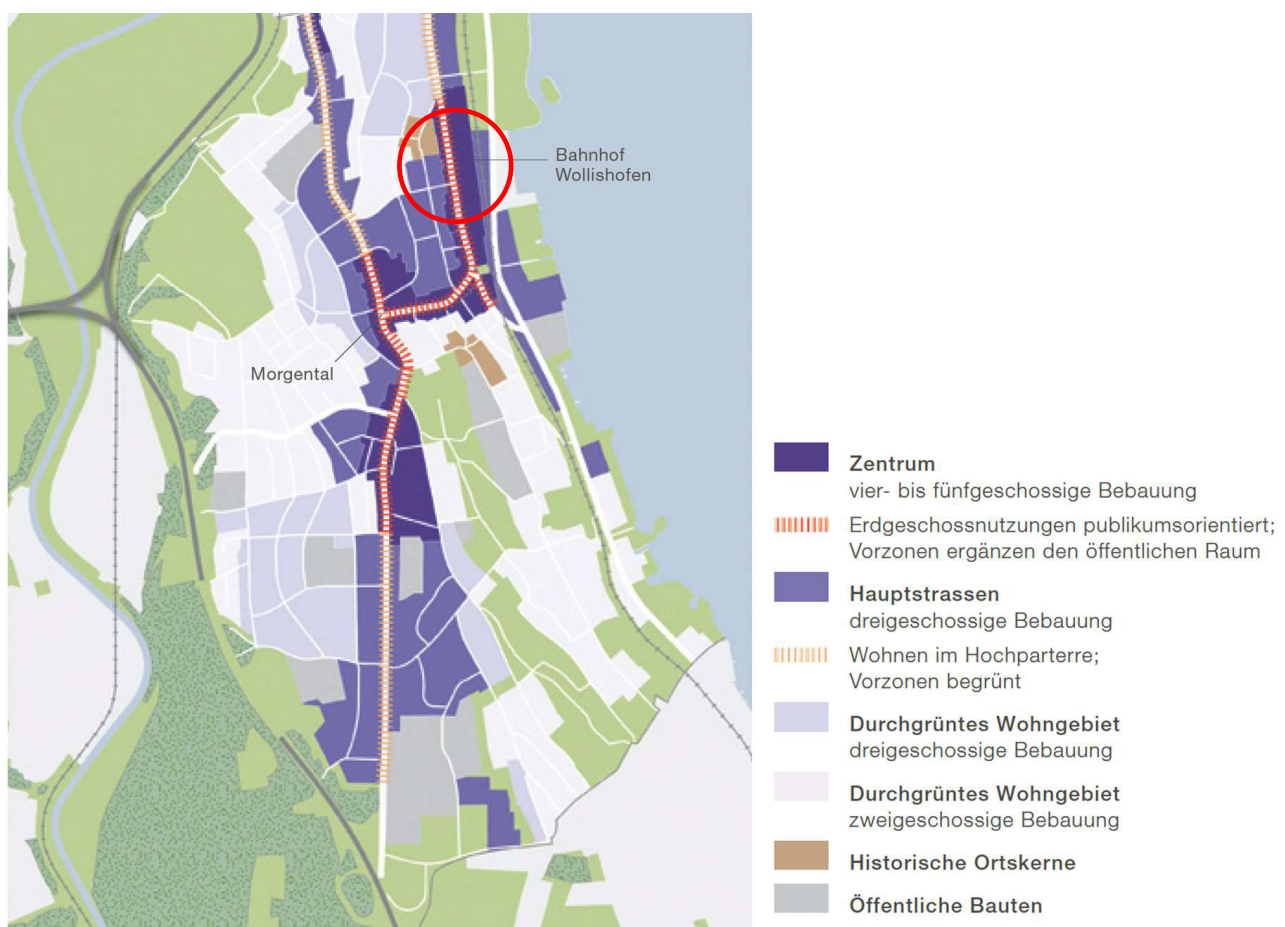 Bahnhof
Wollishofen
Morgental
Zentrum
vier- bis fünfgeschossige Bebauung
Erdgeschossnutzungen publikumsorientiert;
Vorzonen ergänzen den öffentlichen Raum
Hauptstrassen
dreigeschossige Bebauung
Wohnen im Hochparterre;
Vorzonen begrünt
Durchgrüntes Wohngebiet
dreigeschossige Bebauung
Durchgrüntes Wohngebiet
zweigeschossige Bebauung
Historische Ortskerne
Öffentliche Bauten